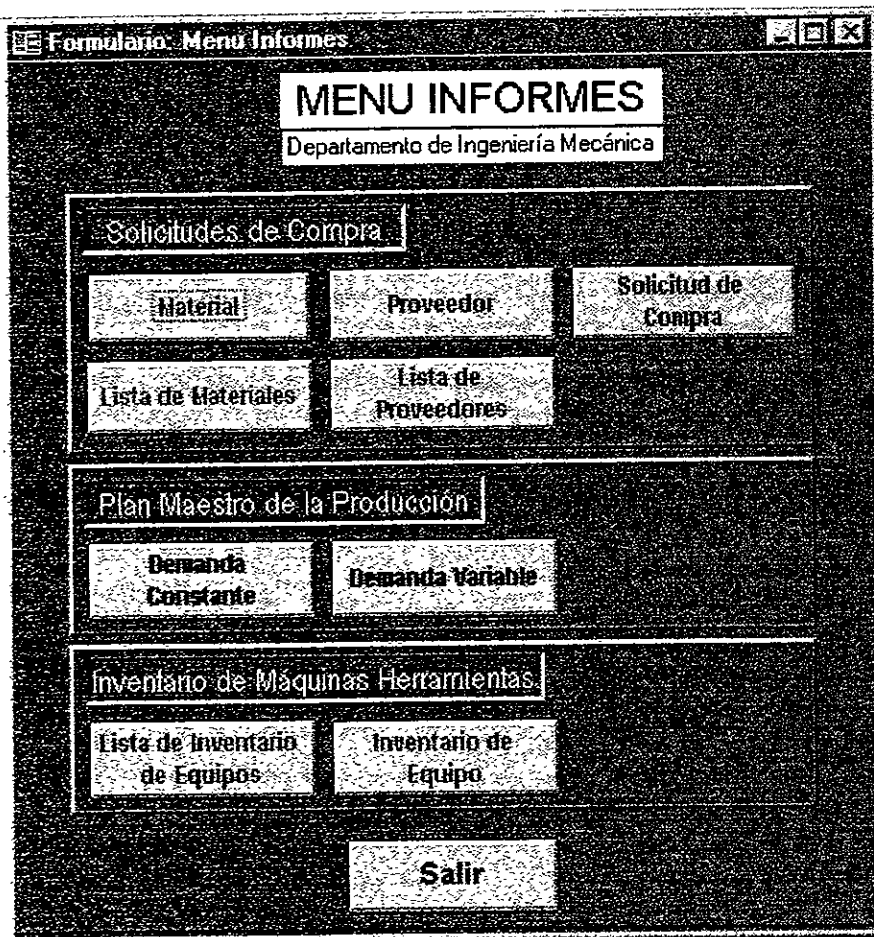 Formulario: Menu Informes
MENU INFORMES
Departamento de Ingeniería Mecánica
Solicitudes de Compra
Material
Proveedor
Solicitud de
Compra
Lista de Materiales
Lista de
Proveedores
Plan Maestro de la Producción
Demanda
Constante
Demanda Variable
Inventario de Máquinas Herramientas
Lista de Inventario
de Equipos
Inventario de
Equipo
Salir